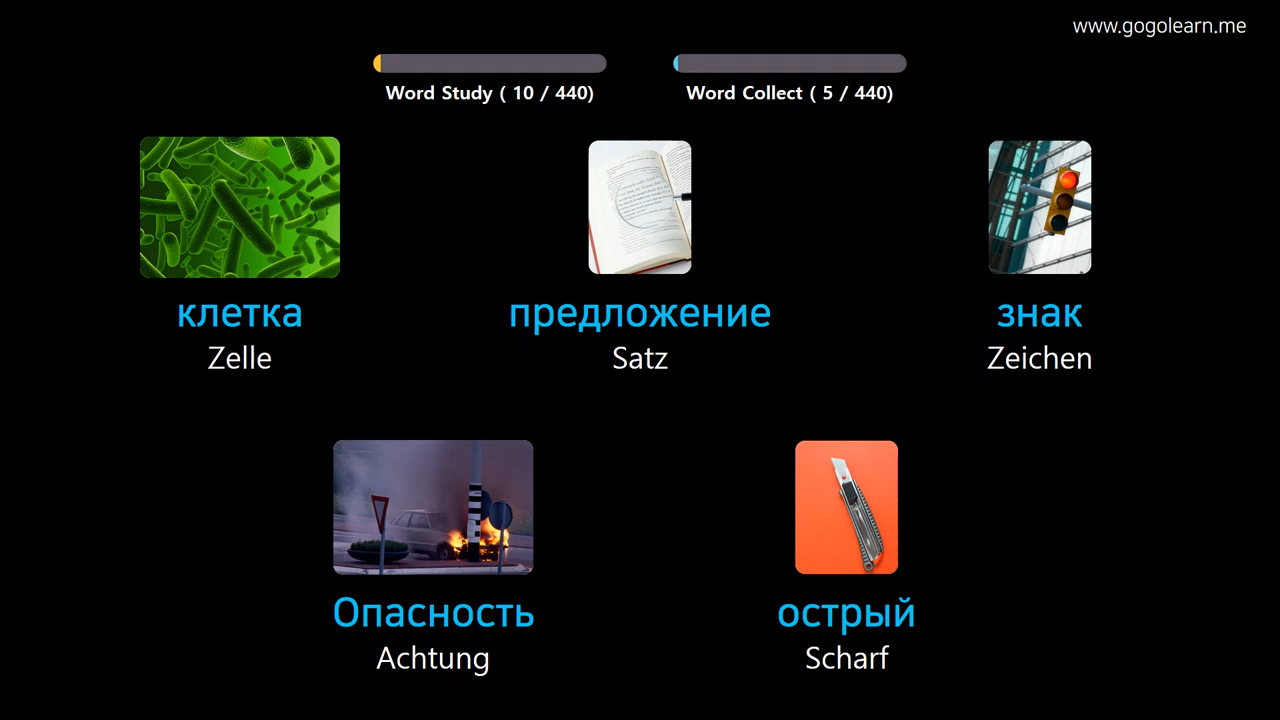 www.gogolearn.me
Word Study ( 10 / 440)
Word Collect ( 5 / 440)
клетка
Zelle
предложение
Satz
знак
Zeichen
Опасность
Achtung
острый
Scharf